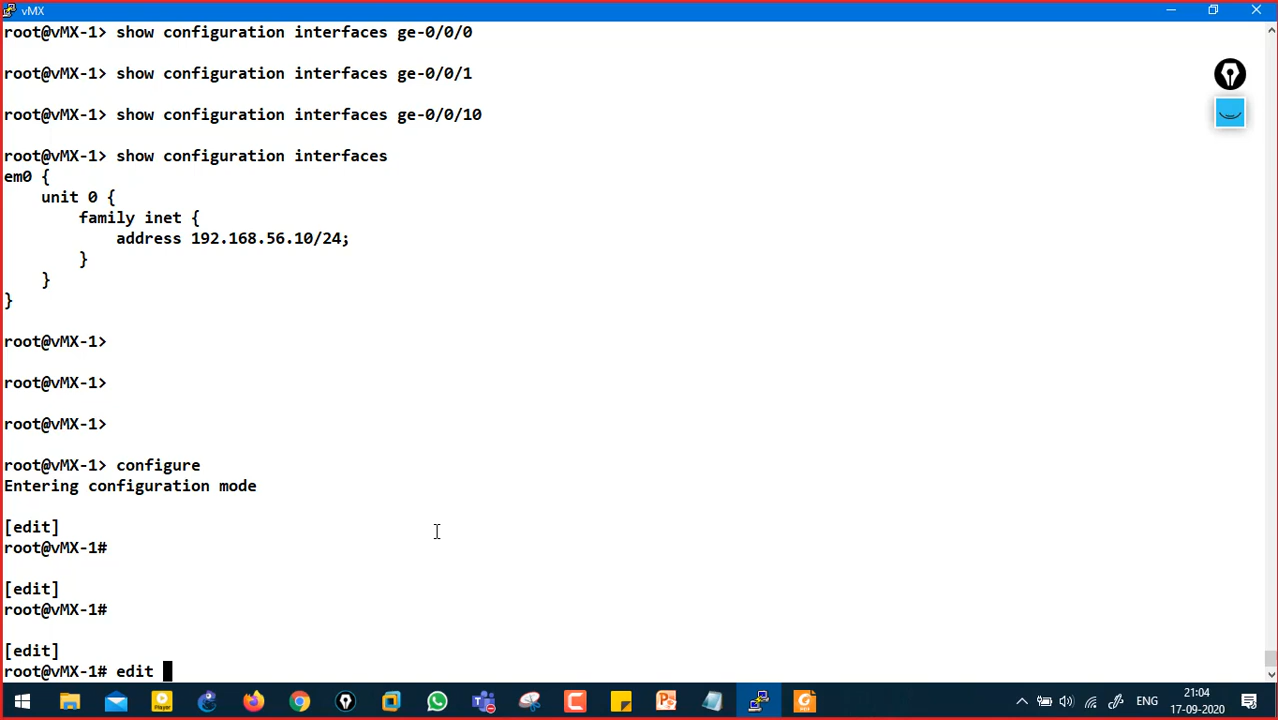 vMX
root@vMX-1> show configuration interfaces ge-0/0/0
root@vMX-1> show configuration interfaces ge-0/0/1
root@vMX-1> show configuration interfaces ge-0/0/10
root@vMX-1> show configuration interfaces
em0 {
    unit 0 {
        family inet {
            address 192.168.56.10/24;
        }
    }
}
root@vMX-1>
root@vMX-1>
root@vMX-1>
root@vMX-1> configure
Entering configuration mode
[edit]
root@vMX-1#
[edit]
root@vMX-1#
[edit]
root@vMX-1# edit
ENG
21:04
17-09-2020